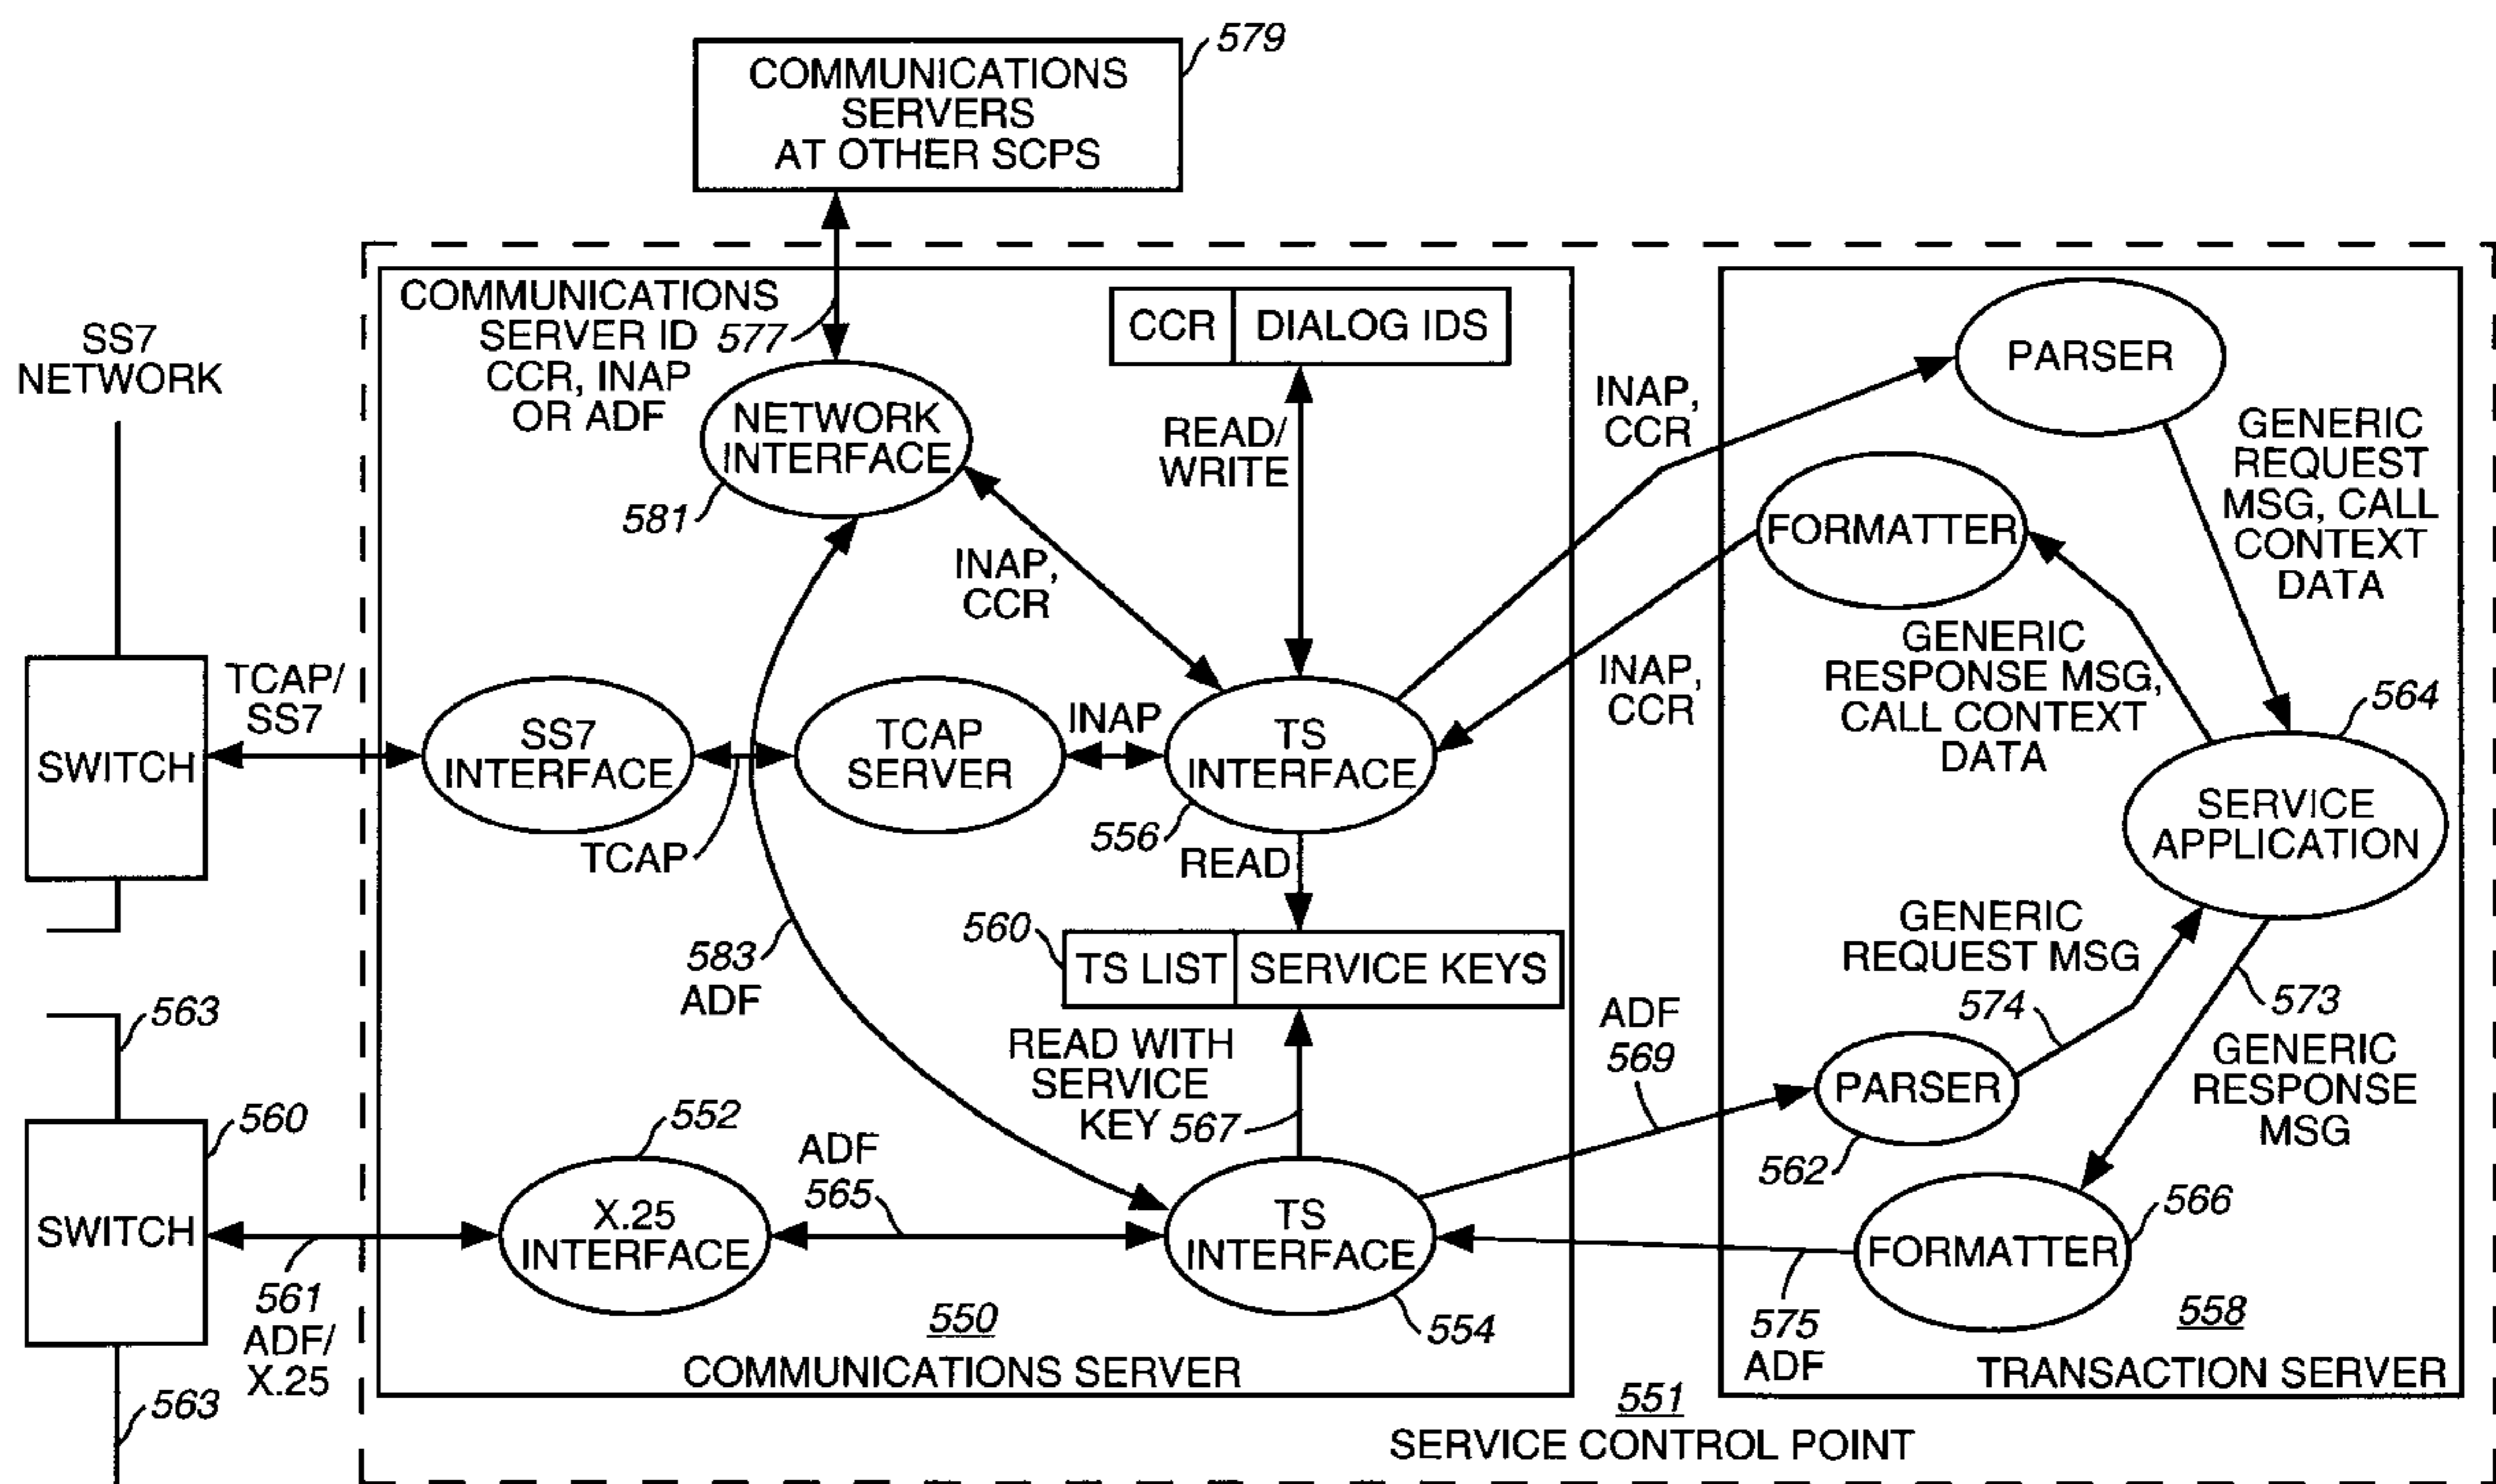 579
COMMUNICATIONS
SERVERS
AT OTHER SCPS
COMMUNICATIONS
SERVER ID 577
CCR, INAP
OR ADF
CCR DIALOG IDS
SS7
NETWORK
NETWORK
INTERFACE
581
READ/
WRITE
INAP,
CCR
INAP,
CCR
PARSER
GENERIC
REQUEST
MSG, CALL
CONTEXT
DATA
FORMATTER
GENERIC
RESPONSE MSG,
CALL CONTEXT
DATA
INAP,
CCR
564
SERVICE
APPLICATION
SWITCH
TCAP/
SS7
SS7
INTERFACE
TCAP
TCAP
SERVER
INAP
TS
INTERFACE
556
READ
560
TS LIST SERVICE KEYS
583
ADF
READ WITH
SERVICE
KEY 567
GENERIC
REQUEST MSG
574
573
GENERIC
RESPONSE
MSG
ADF
569
PARSER
562
563
560
SWITCH
561
ADF/
X.25
563
552
X.25
INTERFACE
ADF
565
TS
INTERFACE
554
FORMATTER
566
575
ADF
550
COMMUNICATIONS SERVER
558
TRANSACTION SERVER
551
SERVICE CONTROL POINT